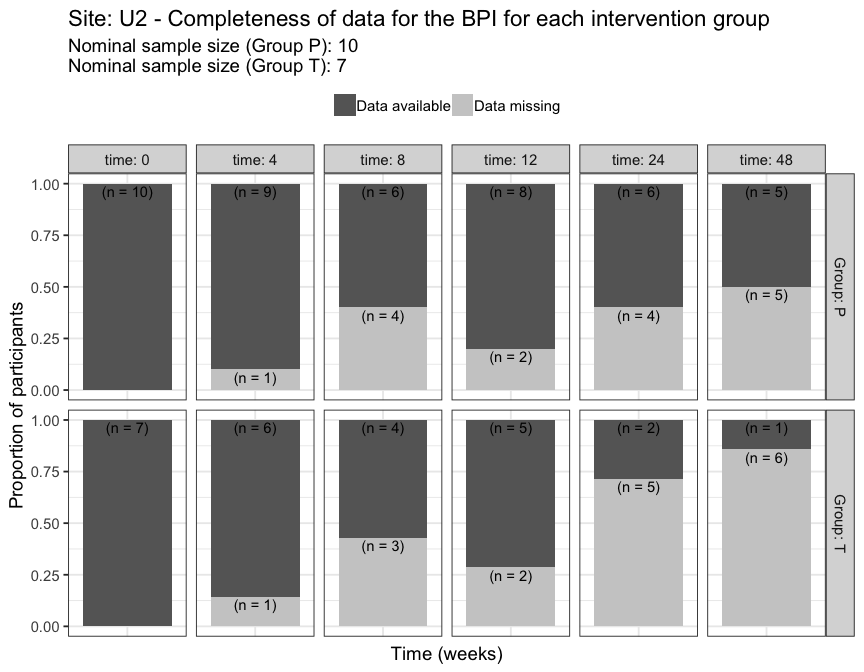 Site: U2 - Completeness of data for the BPI for each intervention group
Nominal sample size (Group P): 10
Nominal sample size (Group T): 7
Data available Data missing
time: 0 time: 4 time: 8 time: 12 time: 24 time: 48
Proportion of participants
1.00
0.75
0.50
0.25
0.00
(n = 10) (n = 9) (n = 6) (n = 8) (n = 6) (n = 5)
(n = 1) (n = 4) (n = 2) (n = 4) (n = 5)
Group: P
1.00
0.75
0.50
0.25
0.00
(n = 7) (n = 6) (n = 4) (n = 5) (n = 2) (n = 1)
(n = 1) (n = 3) (n = 2) (n = 5) (n = 6)
Group: T
Time (weeks)